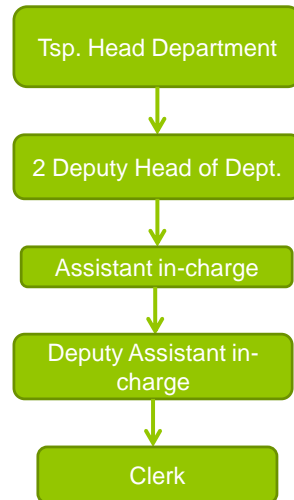 Tsp. Head Department
2 Deputy Head of Dept.
Assistant in-charge
Deputy Assistant in-
charge
Clerk